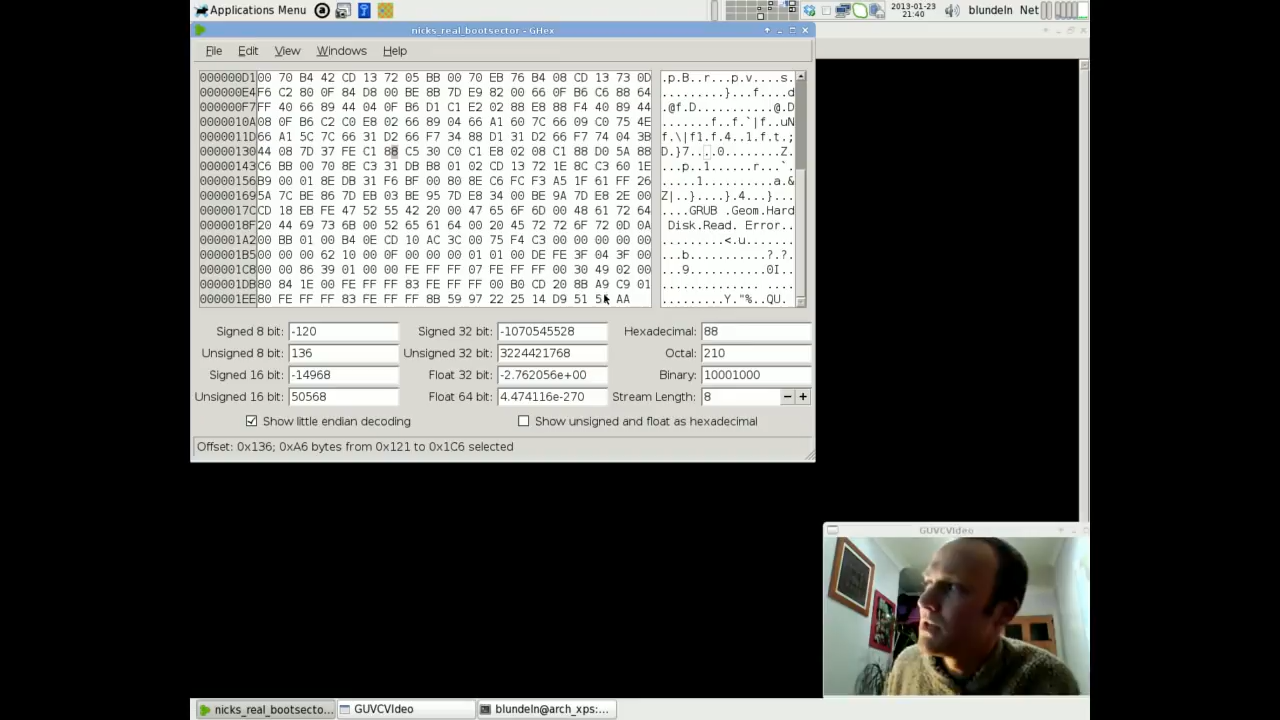 Applications Menu
2013-01-23
21:40
blundeln Net
nicks_real_bootsector - GHex
File Edit View Windows Help
000000D1 00 70 B4 42 CD 13 72 05 BB 00 70 EB 76 B4 08 CD 13 73 0D .p.B..r...p.v....s.
000000E4 F6 C2 80 0F 84 D8 00 BE 8B 7D E9 82 00 66 0F B6 C6 88 64 .........}...f....d
000000F7 FF 40 66 89 44 04 0F B6 D1 C1 E2 02 88 E8 88 F4 40 89 44 .@f.D...........@.D
0000010A 08 0F B6 C2 C0 E8 02 66 89 04 66 A1 60 7C 66 09 C0 75 4E .......f..f.`|f..uN
0000011D 66 A1 5C 7C 66 31 D2 66 F7 34 88 D1 31 D2 66 F7 74 04 3B f.\|f1.f.4..1.f.t.;
00000130 44 08 7D 37 FE C1 88 C5 30 C0 C1 E8 02 08 C1 88 D0 5A 88 D.}7....0........Z.
00000143 C6 BB 00 70 8E C3 31 DB B8 01 02 CD 13 72 1E 8C C3 60 1E ...p..1......r...`.
00000156 B9 00 01 8E DB 31 F6 BF 00 80 8E C6 FC F3 A5 1F 61 FF 26 .....1..........a.&
00000169 5A 7C BE 86 7D EB 03 BE 95 7D E8 34 00 BE 9A 7D E8 2E 00 Z|..}....}.4...}...
0000017C CD 18 EB FE 47 52 55 42 20 00 47 65 6F 6D 00 48 61 72 64 ....GRUB .Geom.Hard
0000018F 20 44 69 73 6B 00 52 65 61 64 00 20 45 72 72 6F 72 0D 0A Disk.Read. Error..
000001A2 00 BB 01 00 B4 0E CD 10 AC 3C 00 75 F4 C3 00 00 00 00 00 .........<.u.......
000001B5 00 00 00 62 10 00 0F 00 00 00 01 01 00 DE FE 3F 04 3F 00 ...b...........?.?.
000001C8 00 00 86 39 01 00 00 FE FF FF 07 FE FF FF 00 30 49 02 00 ...9...........0I..
000001DB 80 84 1E 00 FE FF FF 83 FE FF FF 00 B0 CD 20 8B A9 C9 01
000001EE 80 FE FF FF 83 FE FF FF 8B 59 97 22 25 14 D9 51 AA .........Y."%..QU.
Signed 8 bit: -120 Signed 32 bit: -1070545528 Hexadecimal: 88
Unsigned 8 bit: 136 Unsigned 32 bit: 3224421768 Octal: 210
Signed 16 bit: -14968 Float 32 bit: -2.762056e+00 Binary: 10001000
Unsigned 16 bit: 50568 Float 64 bit: 4.474116e-270 Stream Length: 8
Show little endian decoding Show unsigned and float as hexadecimal
Offset: 0x136; 0xA6 bytes from 0x121 to 0x1C6 selected
GUVCVideo
nicks_real_bootsecto... GUVCVIdeo blundeln@arch_xps:...